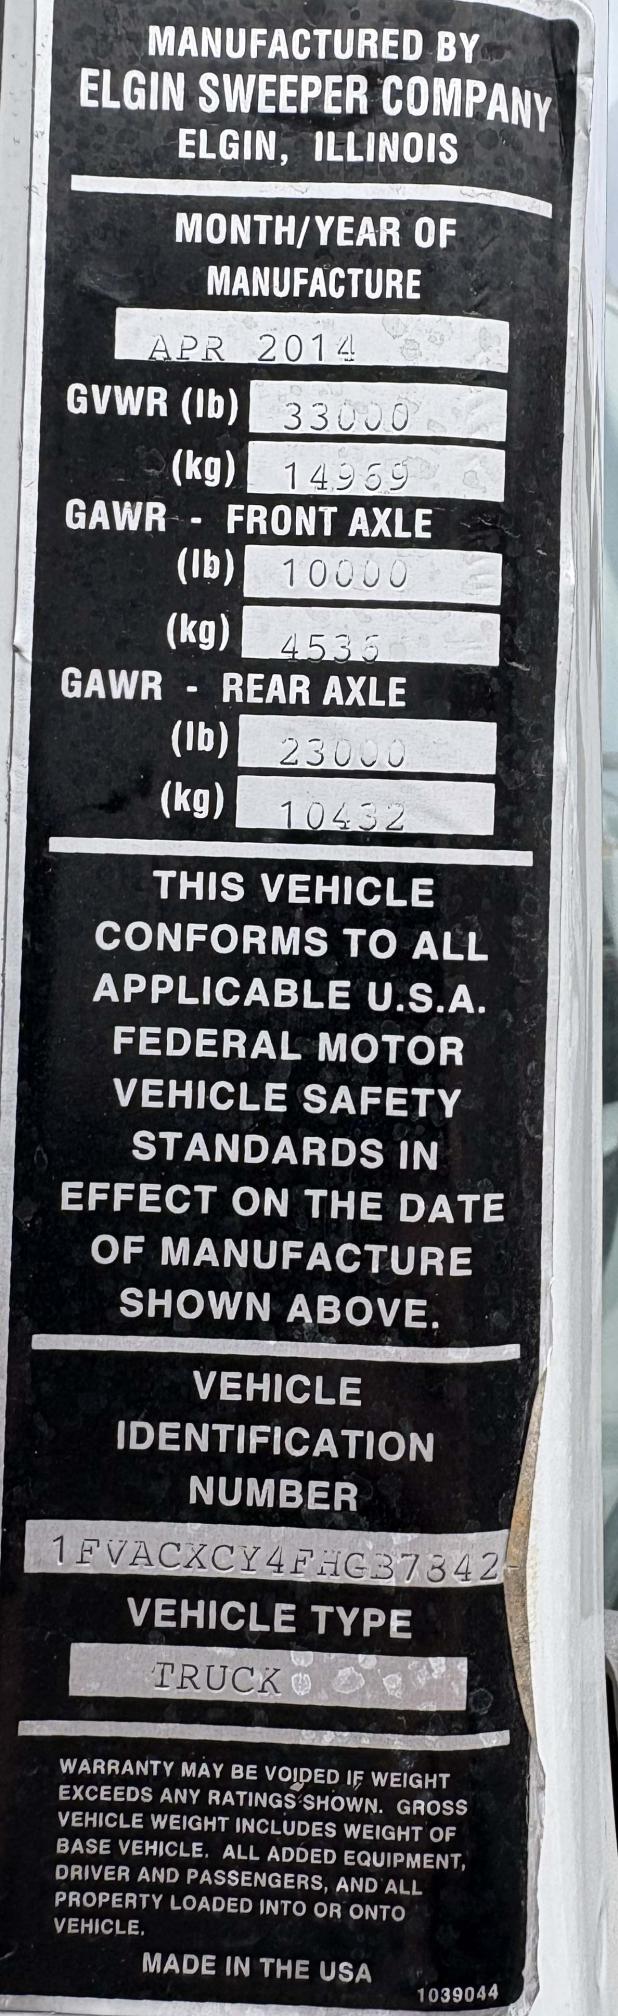 MANUFACTURED BY
ELGIN SWEEPER COMPANY
ELGIN, ILLINOIS
MONTH/YEAR OF
MANUFACTURE
APR 2014
GVWR (lb) 33000
(kg) 14969
GAWR - FRONT AXLE
(lb) 10000
(kg) 4536
GAWR - REAR AXLE
(lb) 23000
(kg) 10432
THIS VEHICLE
CONFORMS TO ALL
APPLICABLE U.S.A.
FEDERAL MOTOR
VEHICLE SAFETY
STANDARDS IN
EFFECT ON THE DATE
OF MANUFACTURE
SHOWN ABOVE.
VEHICLE
IDENTIFICATION
NUMBER
1FVACXCY4FHGB7842
VEHICLE TYPE
TRUCK
WARRANTY MAY BE VOIDED IF WEIGHT
EXCEEDS ANY RATINGS SHOWN. GROSS
VEHICLE WEIGHT INCLUDES WEIGHT OF
BASE VEHICLE. ALL ADDED EQUIPMENT,
DRIVER AND PASSENGERS, AND ALL
PROPERTY LOADED INTO OR ONTO
VEHICLE.
MADE IN THE USA
1039044